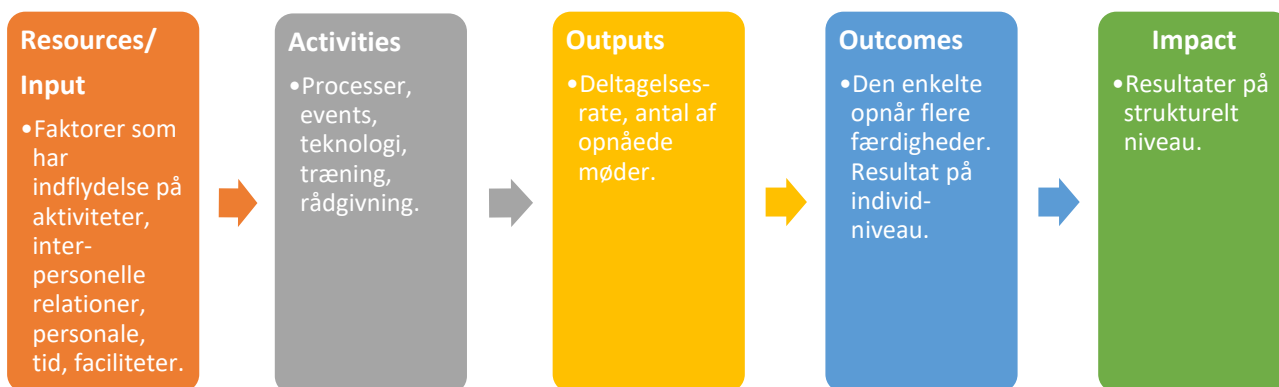 Resources/
Input
•Faktorer som
har
indflydelse på
aktiviteter,
inter-
personelle
relationer,
personale,
tid, faciliteter.
Activities
•Processer,
events,
teknologi,
træning,
rådgivning.
Outputs
•Deltagelses-
rate, antal af
opnåede
møder.
Outcomes
•Den enkelte
opnår flere
færdigheder.
Resultat på
individ-
niveau.
Impact
•Resultater på
strukturelt
niveau.